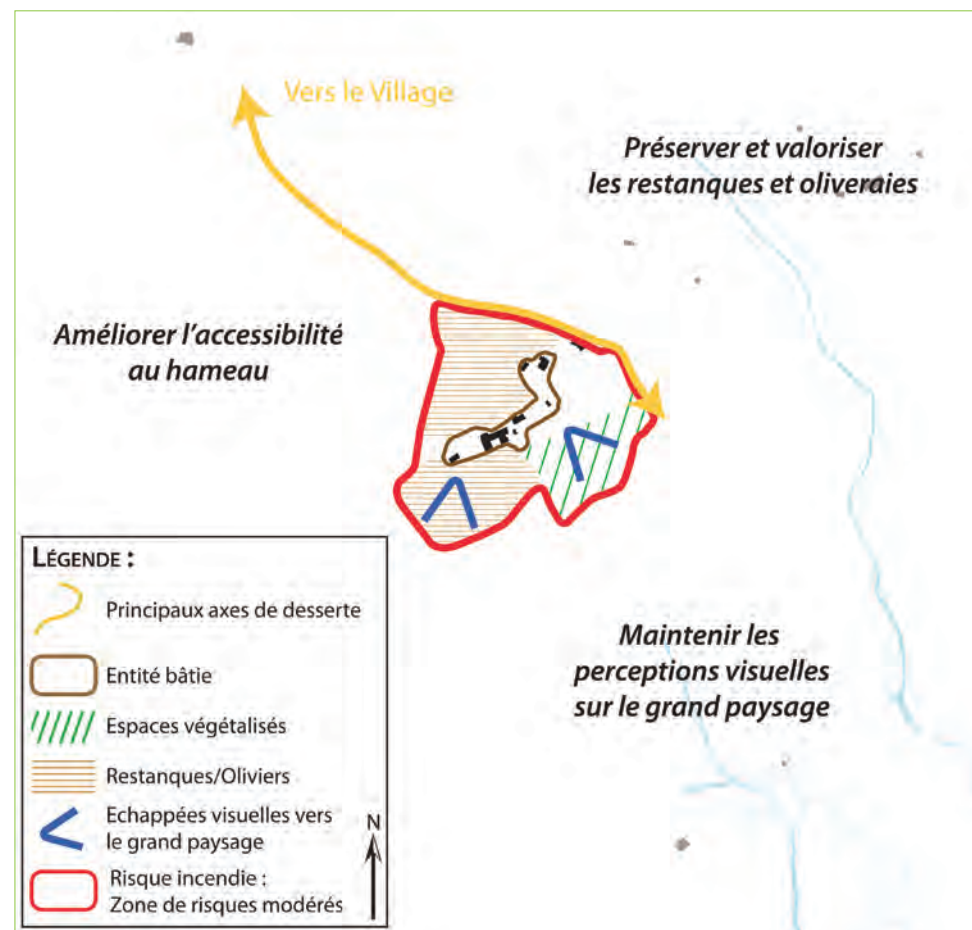 Vers le Village
Préserver et valoriser
les restanques et oliveraies
Améliorer l'accessibilité
au hameau
Maintenir les
perceptions visuelles
sur le grand paysage
LÉGENDE :
Principaux axes de desserte
Entité bâtie
Espaces végétalisés
Restanques/Oliviers
Echappées visuelles vers
le grand paysage
N
Risque incendie :
Zone de risques modérés